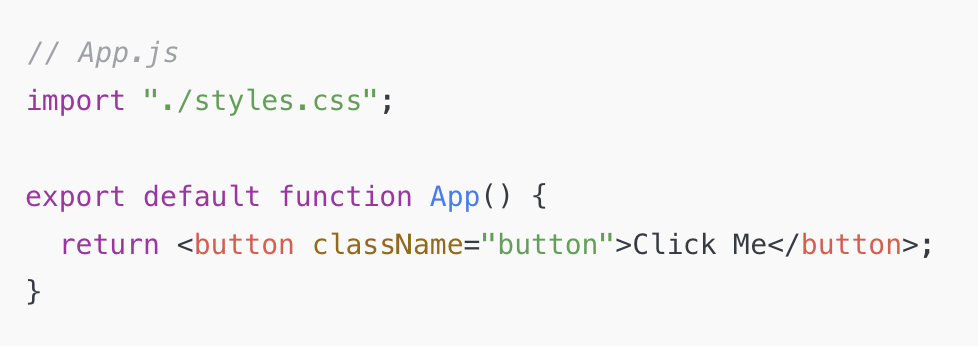 // App.js
import "./styles.css";

export default function App() {
  return <button className="button">Click Me</button>;
}